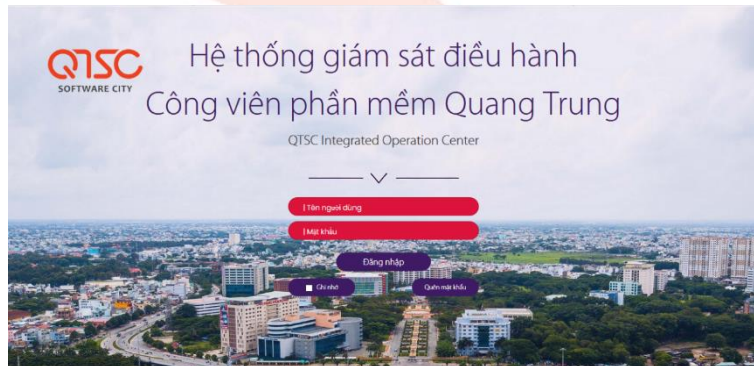 QTSC
SOFTWARE CITY
Hệ thống giám sát điều hành
Công viên phần mềm Quang Trung
QTSC Integrated Operation Center
Tên người dùng
Mật khẩu
Đăng nhập
Ghi nhớ
Quên mật khẩu